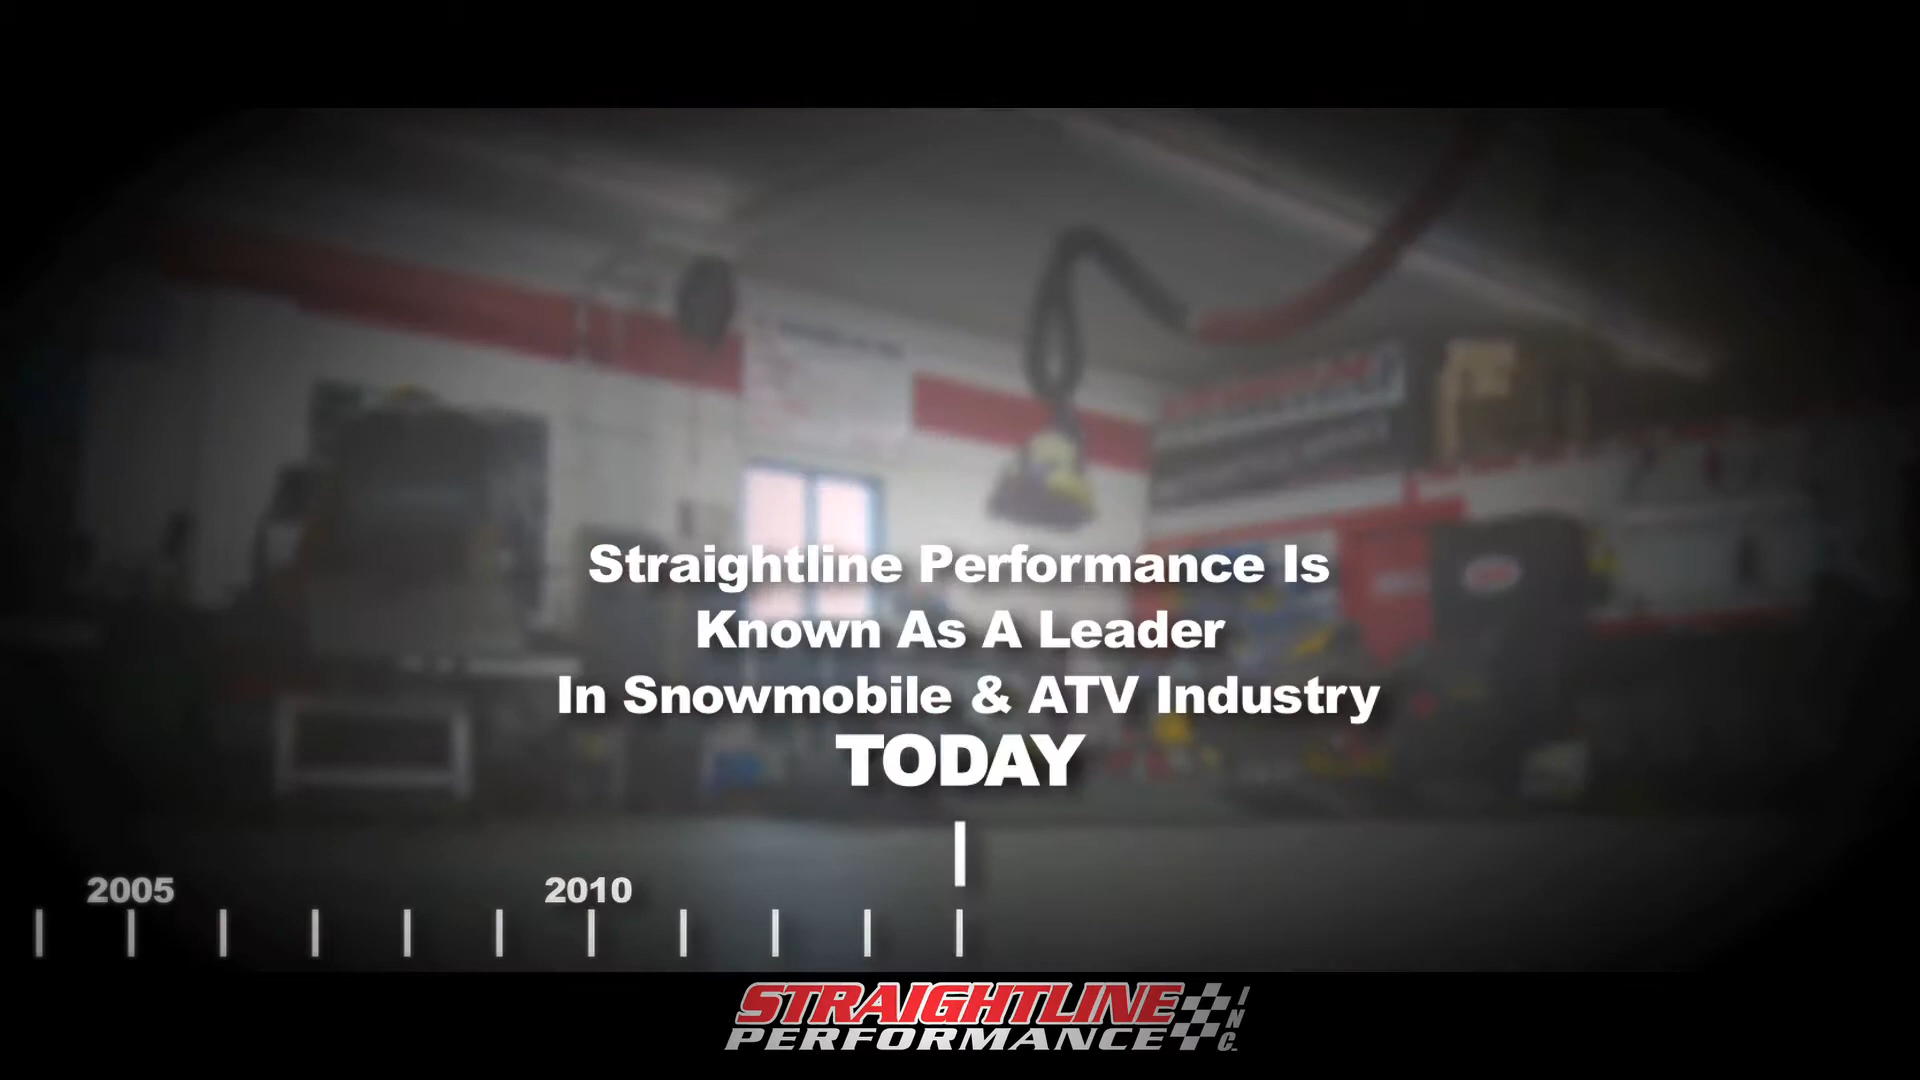 Straightline Performance Is
Known As A Leader
In Snowmobile & ATV Industry
TODAY
2005
2010
STRAIGHTLINE
PERFORMANCE
INC.